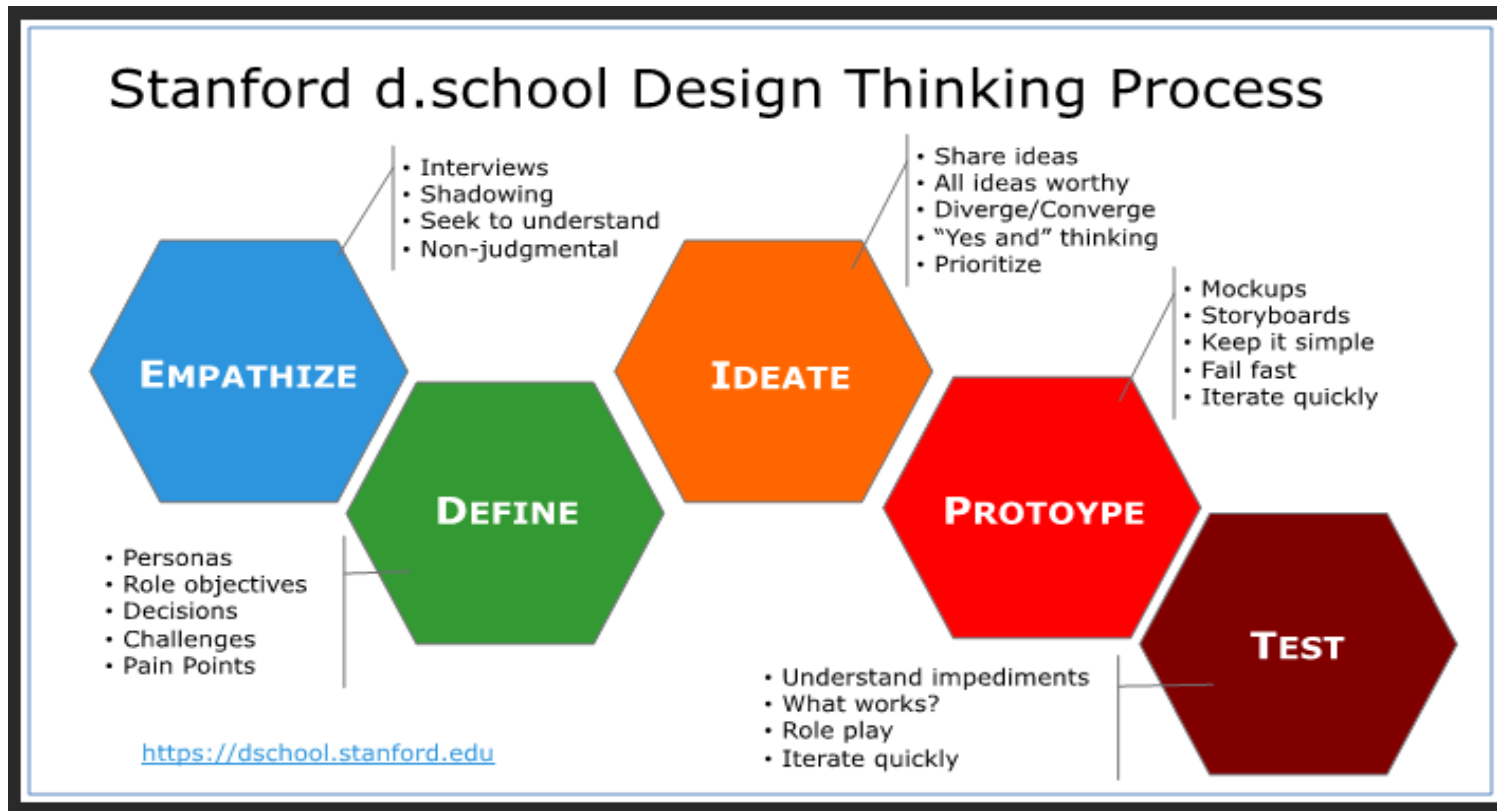 Stanford d.school Design Thinking Process
• Interviews
• Shadowing
• Seek to understand
• Non-judgmental
EMPATHIZE
DEFINE
• Personas
• Role objectives
• Decisions
• Challenges
• Pain Points
• Share ideas
• All ideas worthy
• Diverge/Converge
• “Yes and” thinking
• Prioritize
IDEATE
• Mockups
• Storyboards
• Keep it simple
• Fail fast
• Iterate quickly
PROTOYPE
TEST
• Understand impediments
• What works?
• Role play
• Iterate quickly
https://dschool.stanford.edu